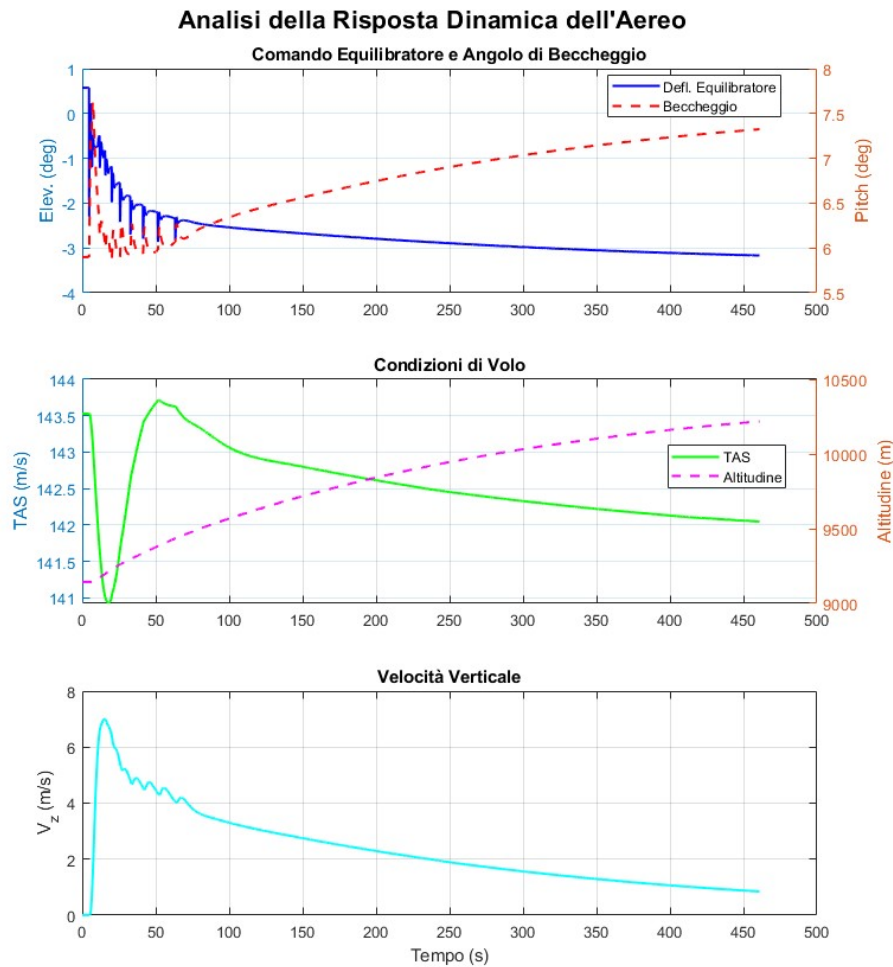 Analisi della Risposta Dinamica dell'Aereo
Comando Equilibratore e Angolo di Beccheggio
Elev. (deg)
1
0
-1
-2
-3
-4
Defl. Equilibratore
Beccheggio
8
7.5
7
6.5
6
5.5
Pitch (deg)
0 50 100 150 200 250 300 350 400 450 500
Condizioni di Volo
TAS (m/s)
144
143.5
143
142.5
142
141.5
141
TAS
Altitudine
10500
10000
9500
9000
Altitudine (m)
0 50 100 150 200 250 300 350 400 450 500
Velocità Verticale
V_z (m/s)
8
6
4
2
0
0 50 100 150 200 250 300 350 400 450 500
Tempo (s)